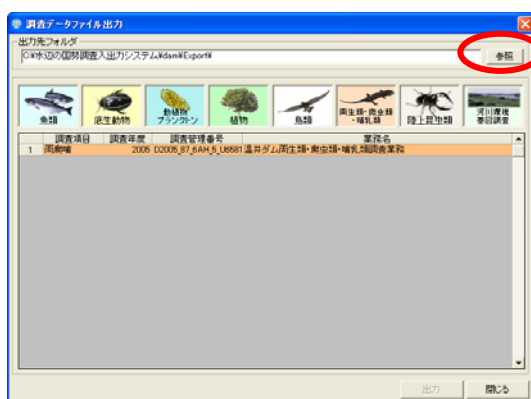 調査データファイル出力
出力先フォルダ
C:¥水辺の国勢調査入出力システム¥dam¥Export¥
参照
魚類
底生動物
動植物
プランクトン
植物
鳥類
両生類・爬虫類
・哺乳類
陸上昆虫類
河川環境
基図調査
調査項目 調査年度 調査管理番号 業務名
1 両爬哺 2005 D2005_87_6AH_5_U6581 温井ダム両生類・爬虫類・哺乳類調査業務
出力
閉じる